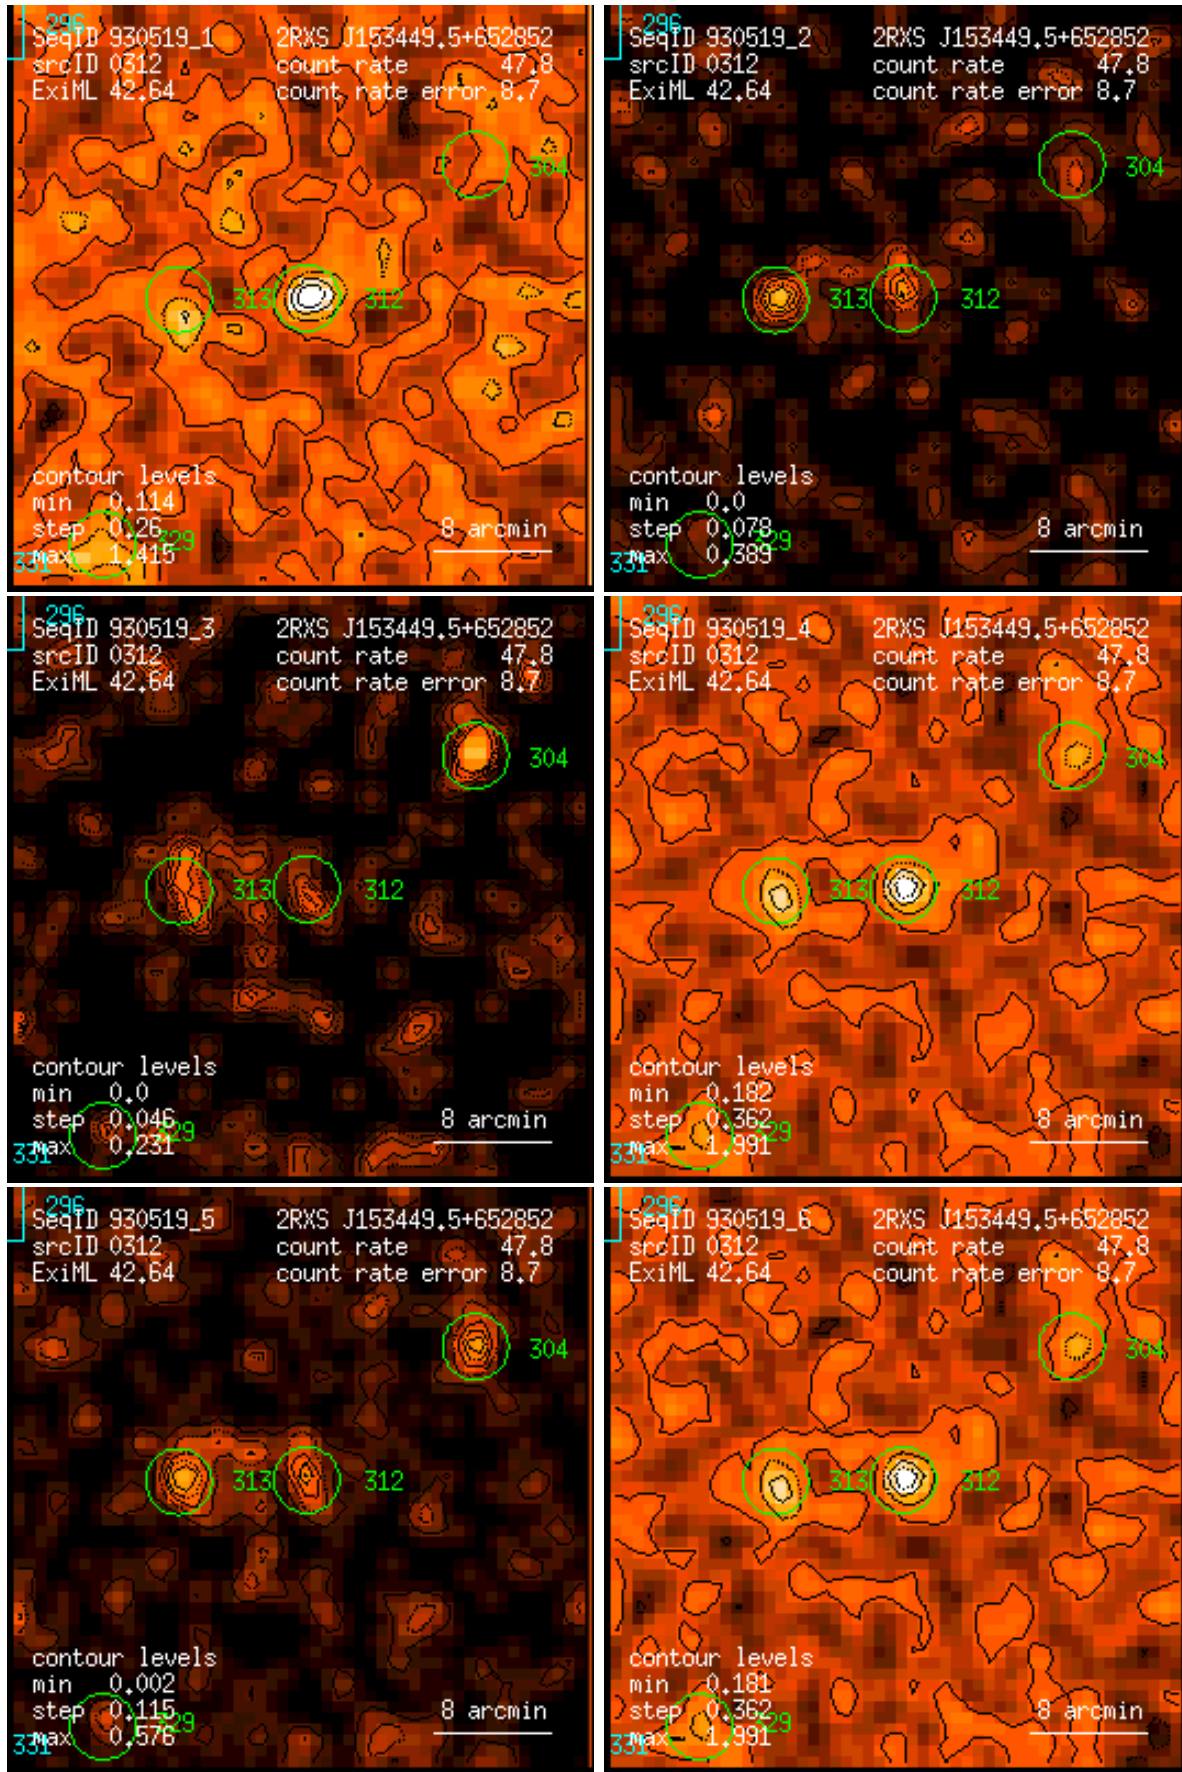 296
SeqID 930519_1 2RXS J153449.5+652852
srcID 0312 count rate 47.8
ExiML 42.64 count rate error 8.7
304
313 312
contour levels
min 0.114
step 0.26 8 arcmin
329
max 1.415
331
296
SeqID 930519_2 2RXS J153449.5+652852
srcID 0312 count rate 47.8
ExiML 42.64 count rate error 8.7
304
313 312
contour levels
min 0.0
step 0.078 8 arcmin
329
max 0.389
331
296
SeqID 930519_3 2RXS J153449.5+652852
srcID 0312 count rate 47.8
ExiML 42.64 count rate error 8.7
304
313 312
contour levels
min 0.0
step 0.046 8 arcmin
329
max 0.231
331
296
SeqID 930519_4 2RXS J153449.5+652852
srcID 0312 count rate 47.8
ExiML 42.64 count rate error 8.7
304
313 312
contour levels
min 0.182
step 0.362 8 arcmin
329
max 1.991
331
296
SeqID 930519_5 2RXS J153449.5+652852
srcID 0312 count rate 47.8
ExiML 42.64 count rate error 8.7
304
313 312
contour levels
min 0.002
step 0.115 8 arcmin
329
max 0.576
331
296
SeqID 930519_6 2RXS J153449.5+652852
srcID 0312 count rate 47.8
ExiML 42.64 count rate error 8.7
304
313 312
contour levels
min 0.181
step 0.362 8 arcmin
329
max 1.991
331